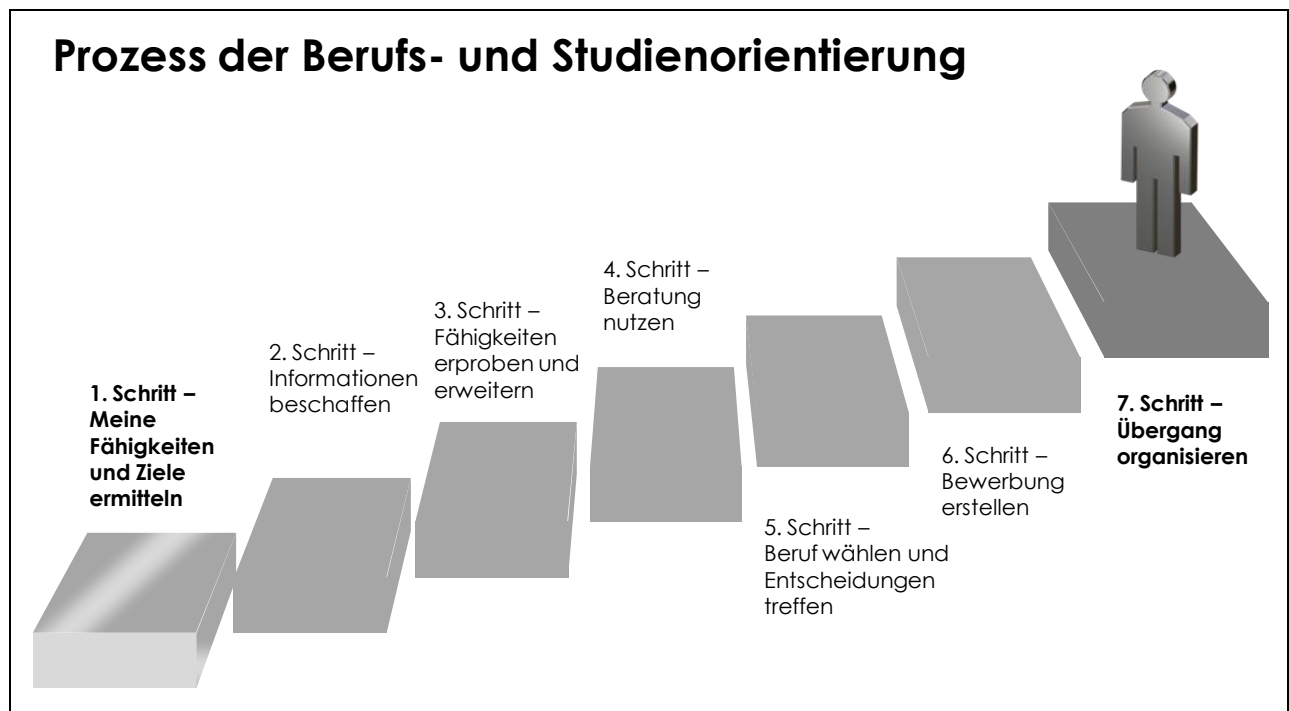 Prozess der Berufs- und Studienorientierung
1. Schritt –
Meine
Fähigkeiten
und Ziele
ermitteln
2. Schritt –
Informationen
beschaffen
3. Schritt –
Fähigkeiten
erproben und
erweitern
4. Schritt –
Beratung
nutzen
5. Schritt –
Beruf wählen und
Entscheidungen
treffen
6. Schritt –
Bewerbung
erstellen
7. Schritt –
Übergang
organisieren